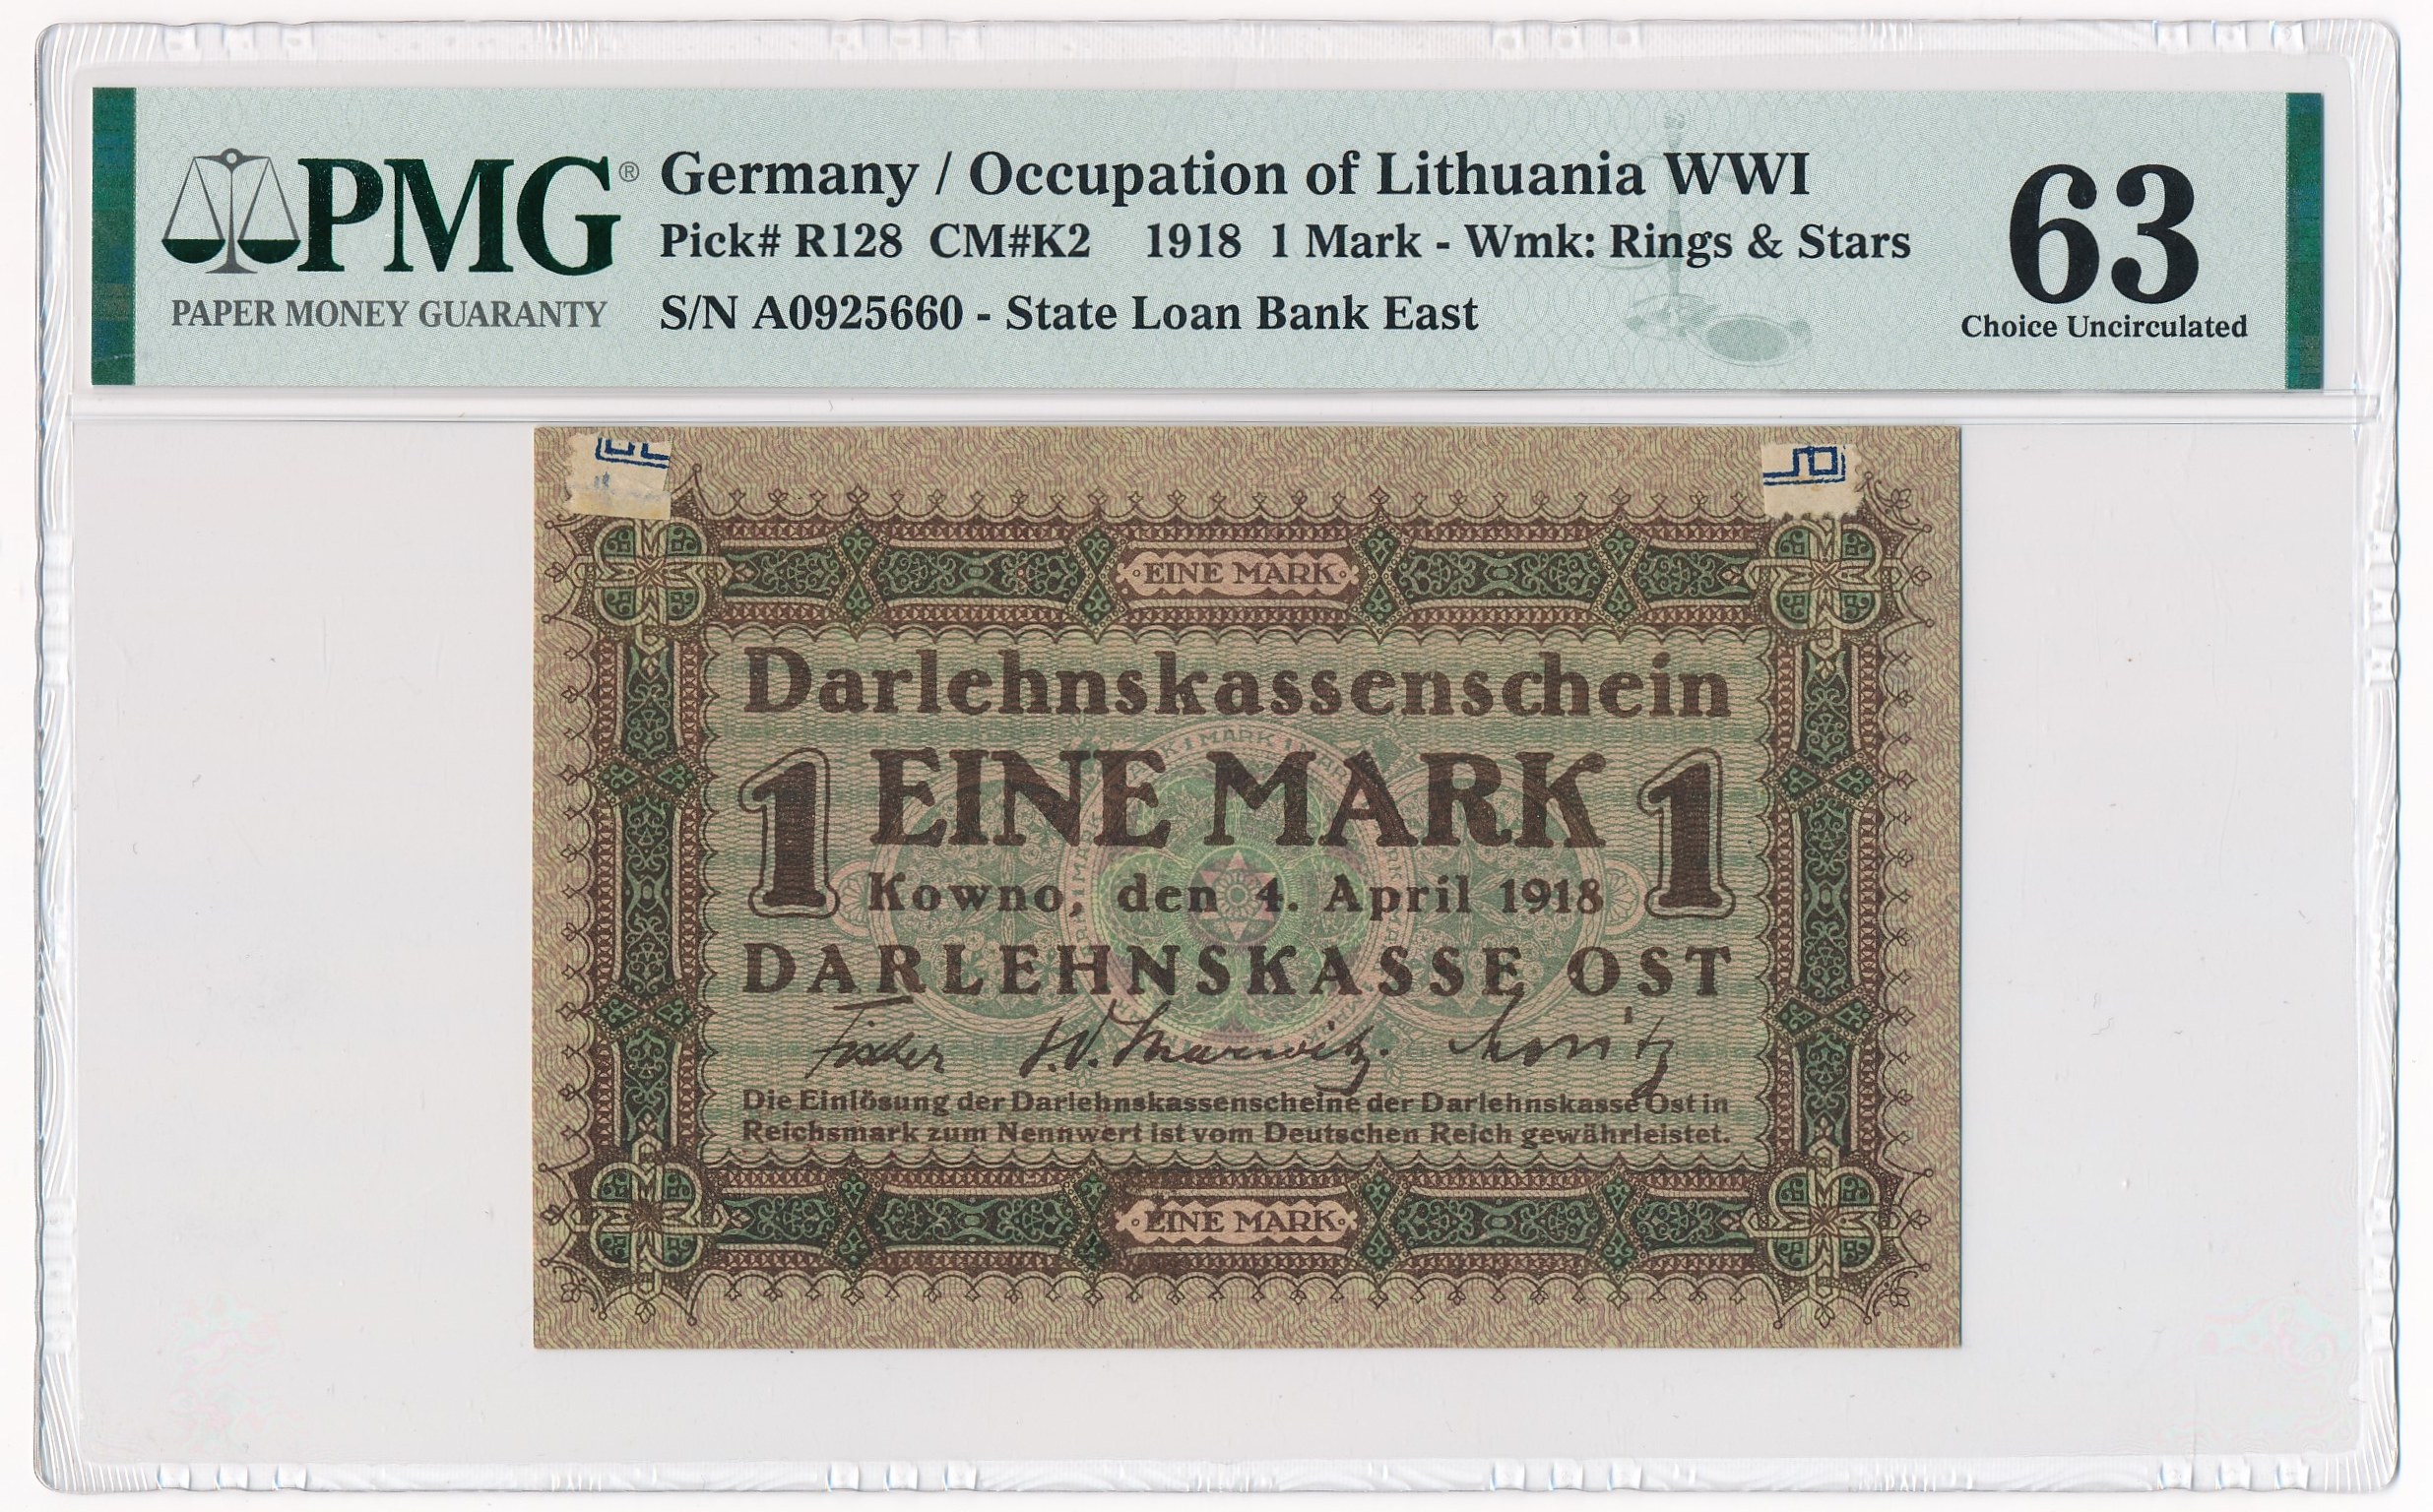 PMG®
PAPER MONEY GUARANTY
Germany / Occupation of Lithuania WWI
Pick# R128 CM#K2 1918 1 Mark - Wmk: Rings & Stars
S/N A0925660 - State Loan Bank East
63
Choice Uncirculated
EINE MARK
Darlehnskassenschein
1 EINE MARK 1
Kowno, den 4. April 1918
DARLEHNSKASSE OST
Fischer
Die Einlösung der Darlehnskassenscheine der Darlehnskasse Ost in
Reichsmark zum Nennwert ist vom Deutschen Reich gewährleistet.
EINE MARK